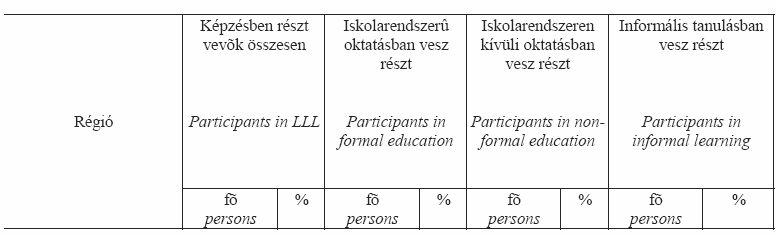 Képzésben részt vevõk összesen
Participants in LLL
Iskolarendszerû oktatásban vesz részt
Participants in formal education
Iskolarendszeren kívüli oktatásban vesz részt
Participants in non-formal education
Informális tanulásban vesz részt
Participants in informal learning
Régió
fõ persons
%
fõ persons
%
fõ persons
%
fõ persons
%